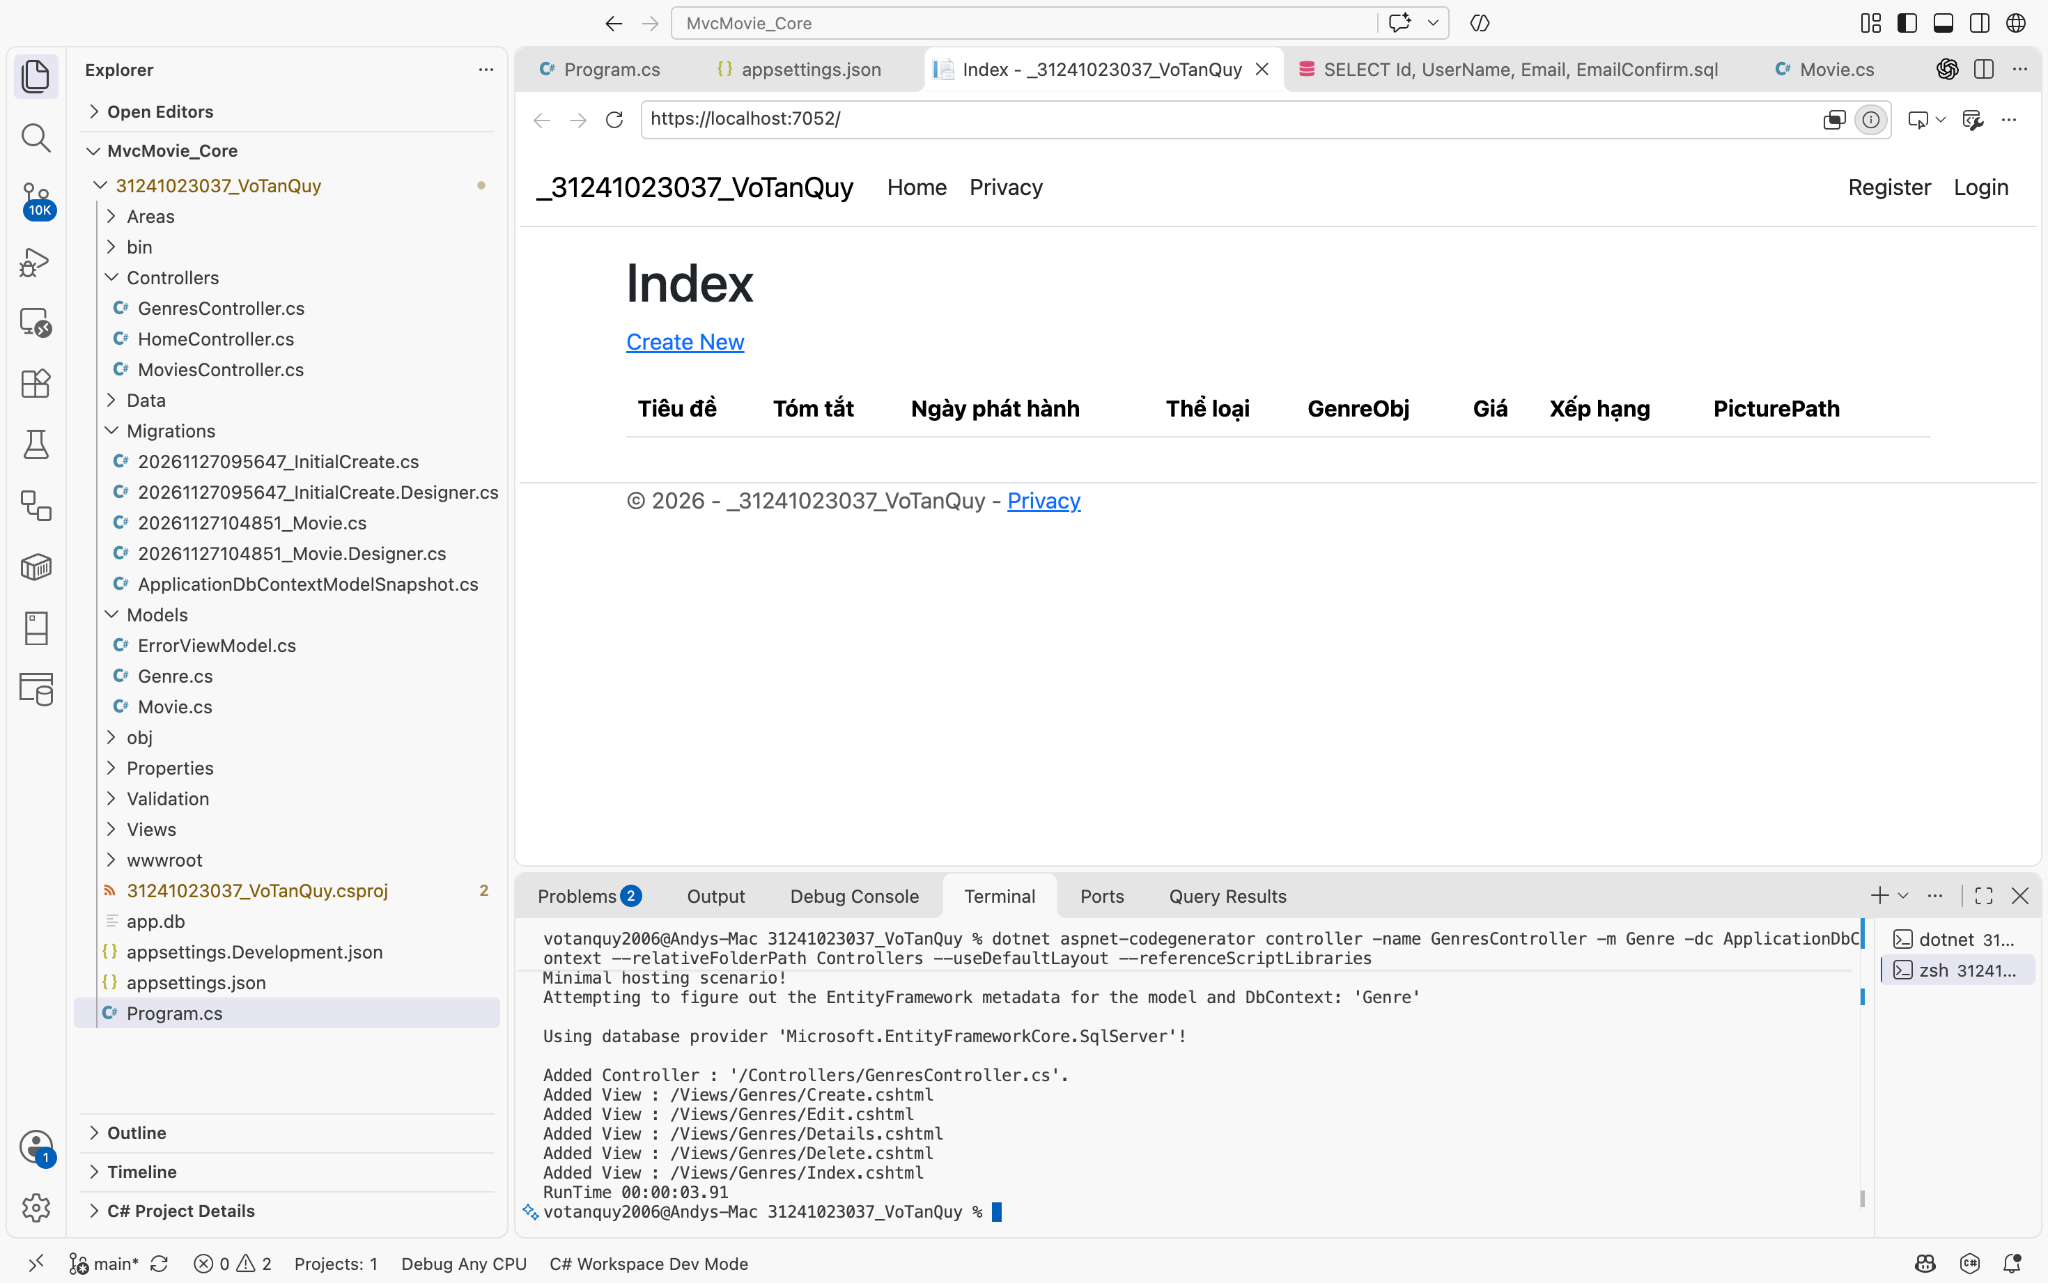 MvcMovie_Core
Explorer
Open Editors
MvcMovie_Core
31241023037_VoTanQuy
Areas
bin
Controllers
GenresController.cs
HomeController.cs
MoviesController.cs
Data
Migrations
20261127095647_InitialCreate.cs
20261127095647_InitialCreate.Designer.cs
20261127104851_Movie.cs
20261127104851_Movie.Designer.cs
ApplicationDbContextModelSnapshot.cs
Models
ErrorViewModel.cs
Genre.cs
Movie.cs
obj
Properties
Validation
Views
wwwroot
31241023037_VoTanQuy.csproj 2
app.db
appsettings.Development.json
appsettings.json
Program.cs
Outline
Timeline
C# Project Details
10K
1
Program.cs
appsettings.json
Index - _31241023037_VoTanQuy
SELECT Id, UserName, Email, EmailConfirm.sql
Movie.cs
https://localhost:7052/
_31241023037_VoTanQuy Home Privacy Register Login
Index
Create New
Tiêu đề Tóm tắt Ngày phát hành Thể loại GenreObj Giá Xếp hạng PicturePath
© 2026 - _31241023037_VoTanQuy - Privacy
Problems 2 Output Debug Console Terminal Ports Query Results
votanquy2006@Andys-Mac 31241023037_VoTanQuy % dotnet aspnet-codegenerator controller -name GenresController -m Genre -dc ApplicationDbC
ontext --relativeFolderPath Controllers --useDefaultLayout --referenceScriptLibraries
Minimal hosting scenario!
Attempting to figure out the EntityFramework metadata for the model and DbContext: 'Genre'
Using database provider 'Microsoft.EntityFrameworkCore.SqlServer'!
Added Controller : '/Controllers/GenresController.cs'.
Added View : /Views/Genres/Create.cshtml
Added View : /Views/Genres/Edit.cshtml
Added View : /Views/Genres/Details.cshtml
Added View : /Views/Genres/Delete.cshtml
Added View : /Views/Genres/Index.cshtml
RunTime 00:00:03.91
votanquy2006@Andys-Mac 31241023037_VoTanQuy %
dotnet 31...
zsh 31241...
main* 0 2 Projects: 1 Debug Any CPU C# Workspace Dev Mode